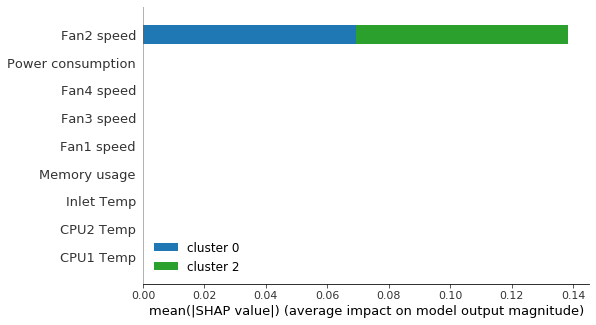 Fan2 speed
Power consumption
Fan4 speed
Fan3 speed
Fan1 speed
Memory usage
Inlet Temp
CPU2 Temp
CPU1 Temp
cluster 0
cluster 2
0.00 0.02 0.04 0.06 0.08 0.10 0.12 0.14
mean(|SHAP value|) (average impact on model output magnitude)